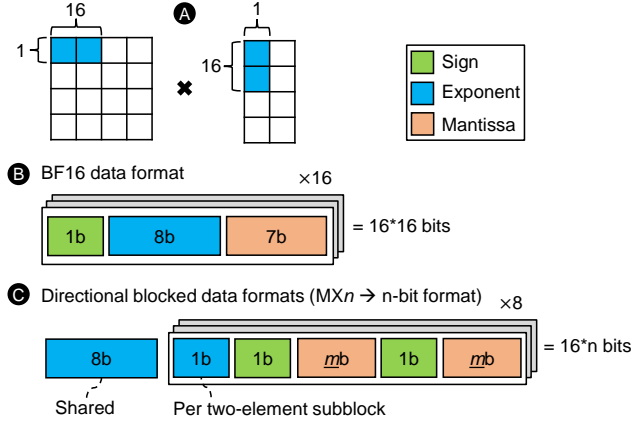 16
A
1
1
16
Sign
Exponent
Mantissa
B BF16 data format
×16
1b 8b 7b
= 16*16 bits
C Directional blocked data formats (MXn → n-bit format)
×8
8b 1b 1b mb 1b mb
= 16*n bits
Shared
Per two-element subblock